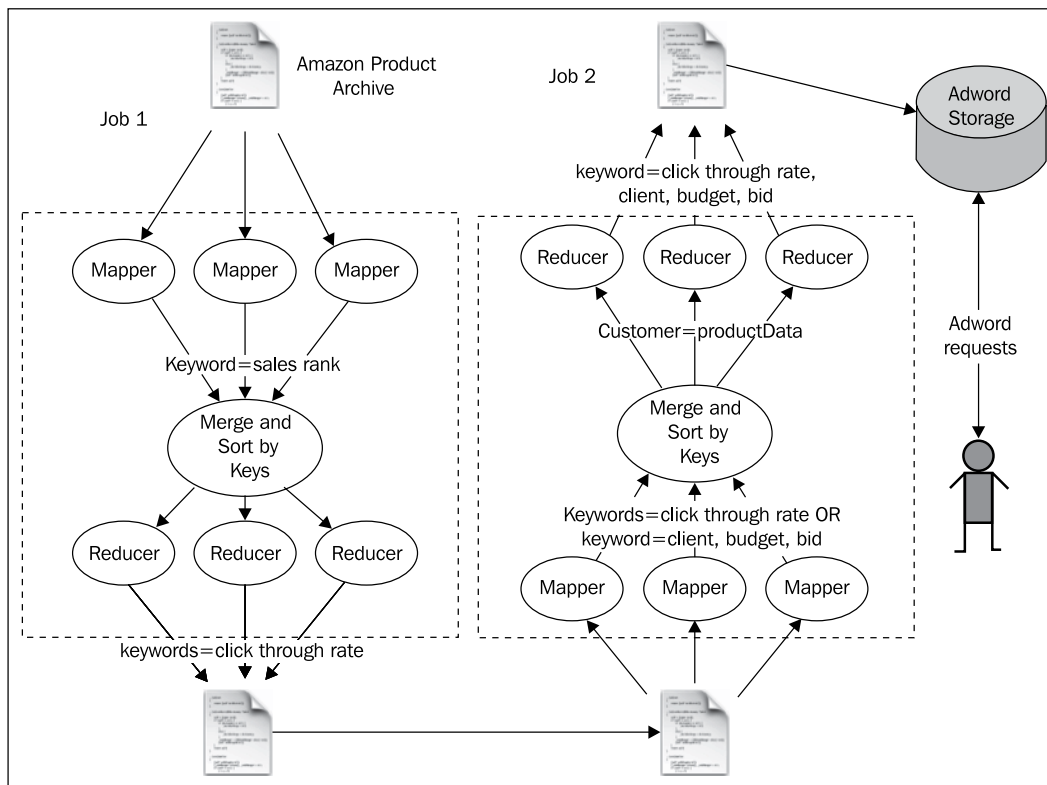 Amazon Product
Archive
Job 1
Mapper
Mapper
Mapper
Keyword=sales rank
Merge and
Sort by
Keys
Reducer
Reducer
Reducer
keywords=click through rate
Job 2
Adword
Storage
keyword=click through rate,
client, budget, bid
Reducer
Reducer
Reducer
Customer=productData
Merge and
Sort by
Keys
Keywords=click through rate OR
keyword=client, budget, bid
Mapper
Mapper
Mapper
Adword
requests